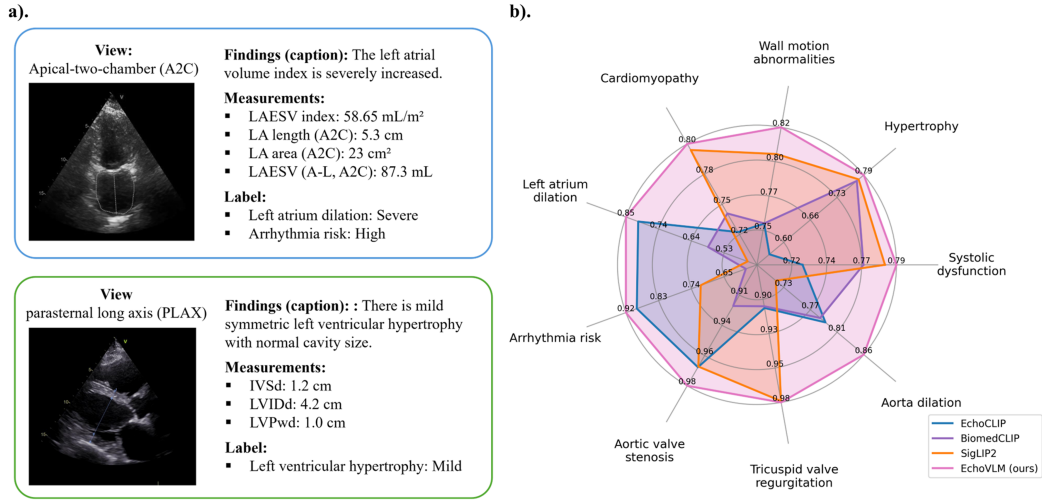 a).
View:
Apical-two-chamber (A2C)
Findings (caption): The left atrial
volume index is severely increased.
Measurements:
▪ LAESV index: 58.65 mL/m²
▪ LA length (A2C): 5.3 cm
▪ LA area (A2C): 23 cm²
▪ LAESV (A-L, A2C): 87.3 mL
Label:
▪ Left atrium dilation: Severe
▪ Arrhythmia risk: High
View
parasternal long axis (PLAX)
Findings (caption): : There is mild
symmetric left ventricular hypertrophy
with normal cavity size.
Measurements:
▪ IVSd: 1.2 cm
▪ LVIDd: 4.2 cm
▪ LVPwd: 1.0 cm
Label:
▪ Left ventricular hypertrophy: Mild
b).
Wall motion
abnormalities
Cardiomyopathy
Hypertrophy
Left atrium
dilation
Systolic
dysfunction
Arrhythmia risk
Aorta dilation
Aortic valve
stenosis
Tricuspid valve
regurgitation
0.72 0.74 0.77 0.79
0.60 0.66 0.73 0.79
0.75 0.77 0.80 0.82
0.72 0.75 0.78 0.80
0.53 0.64 0.74 0.85
0.65 0.74 0.83 0.92
0.91 0.94 0.96 0.98
0.90 0.93 0.95 0.98
0.73 0.77 0.81 0.86
EchoCLIP
BiomedCLIP
SigLIP2
EchoVLM (ours)